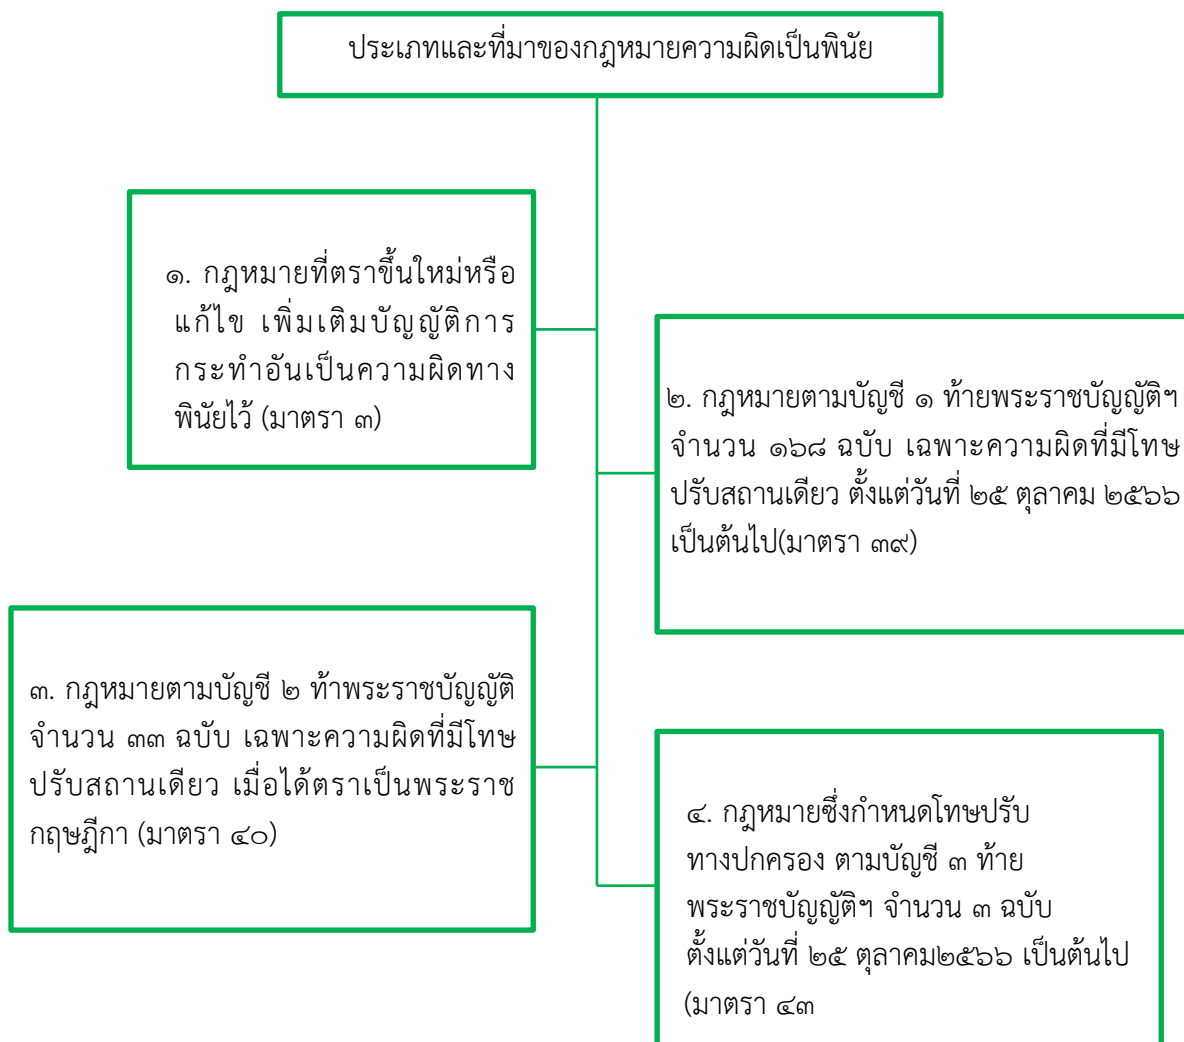 ประเภทและที่มาของกฎหมายความผิดเป็นพินัย
๑. กฎหมายที่ตราขึ้นใหม่หรือ
แก้ไข เพิ่มเติมบัญญัติการ
กระทำอันเป็นความผิดทาง
พินัยไว้ (มาตรา ๓)
๒. กฎหมายตามบัญชี ๑ ท้ายพระราชบัญญัติฯ
จำนวน ๑๖๘ ฉบับ เฉพาะความผิดที่มีโทษ
ปรับสถานเดียว ตั้งแต่วันที่ ๒๕ ตุลาคม ๒๕๖๖
เป็นต้นไป(มาตรา ๓๙)
๓. กฎหมายตามบัญชี ๒ ท้าพระราชบัญญัติ
จำนวน ๓๓ ฉบับ เฉพาะความผิดที่มีโทษ
ปรับสถานเดียว เมื่อได้ตราเป็นพระราช
กฤษฎีกา (มาตรา ๔๐)
๔. กฎหมายซึ่งกำหนดโทษปรับ
ทางปกครอง ตามบัญชี ๓ ท้าย
พระราชบัญญัติฯ จำนวน ๓ ฉบับ
ตั้งแต่วันที่ ๒๕ ตุลาคม๒๕๖๖ เป็นต้นไป
(มาตรา ๔๓